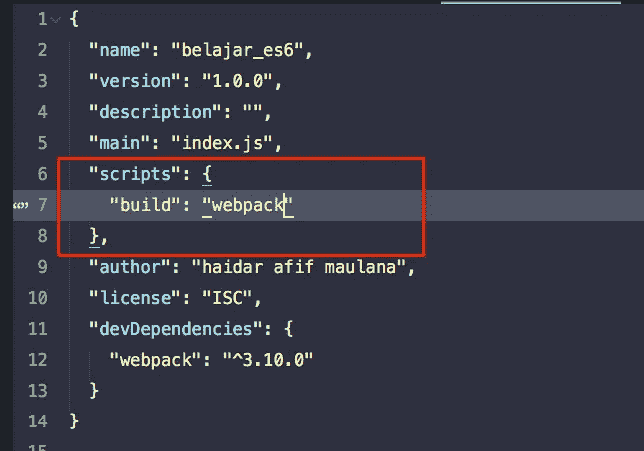 1 {
2 "name": "belajar_es6",
3 "version": "1.0.0",
4 "description": "",
5 "main": "index.js",
6 "scripts": {
7 "build": "webpack"
8 },
9 "author": "haidar afif maulana",
10 "license": "ISC",
11 "devDependencies": {
12 "webpack": "^3.10.0"
13 }
14 }
15